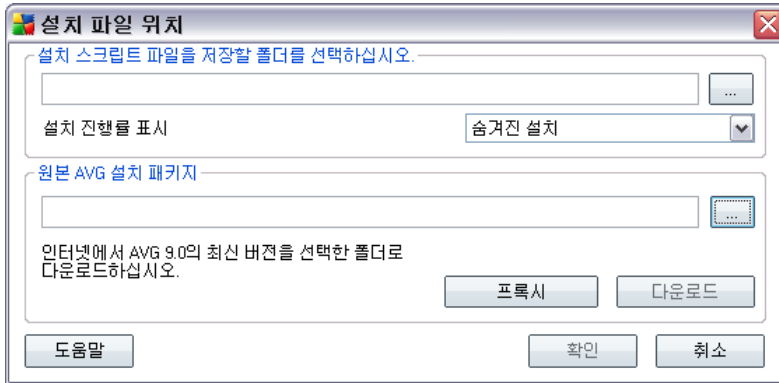 설치 파일 위치
설치 스크립트 파일을 저장할 폴더를 선택하십시오.
...
설치 진행률 표시
숨겨진 설치
원본 AVG 설치 패키지
...
인터넷에서 AVG 9.0의 최신 버전을 선택한 폴더로
다운로드하십시오.
프록시
다운로드
도움말
확인
취소